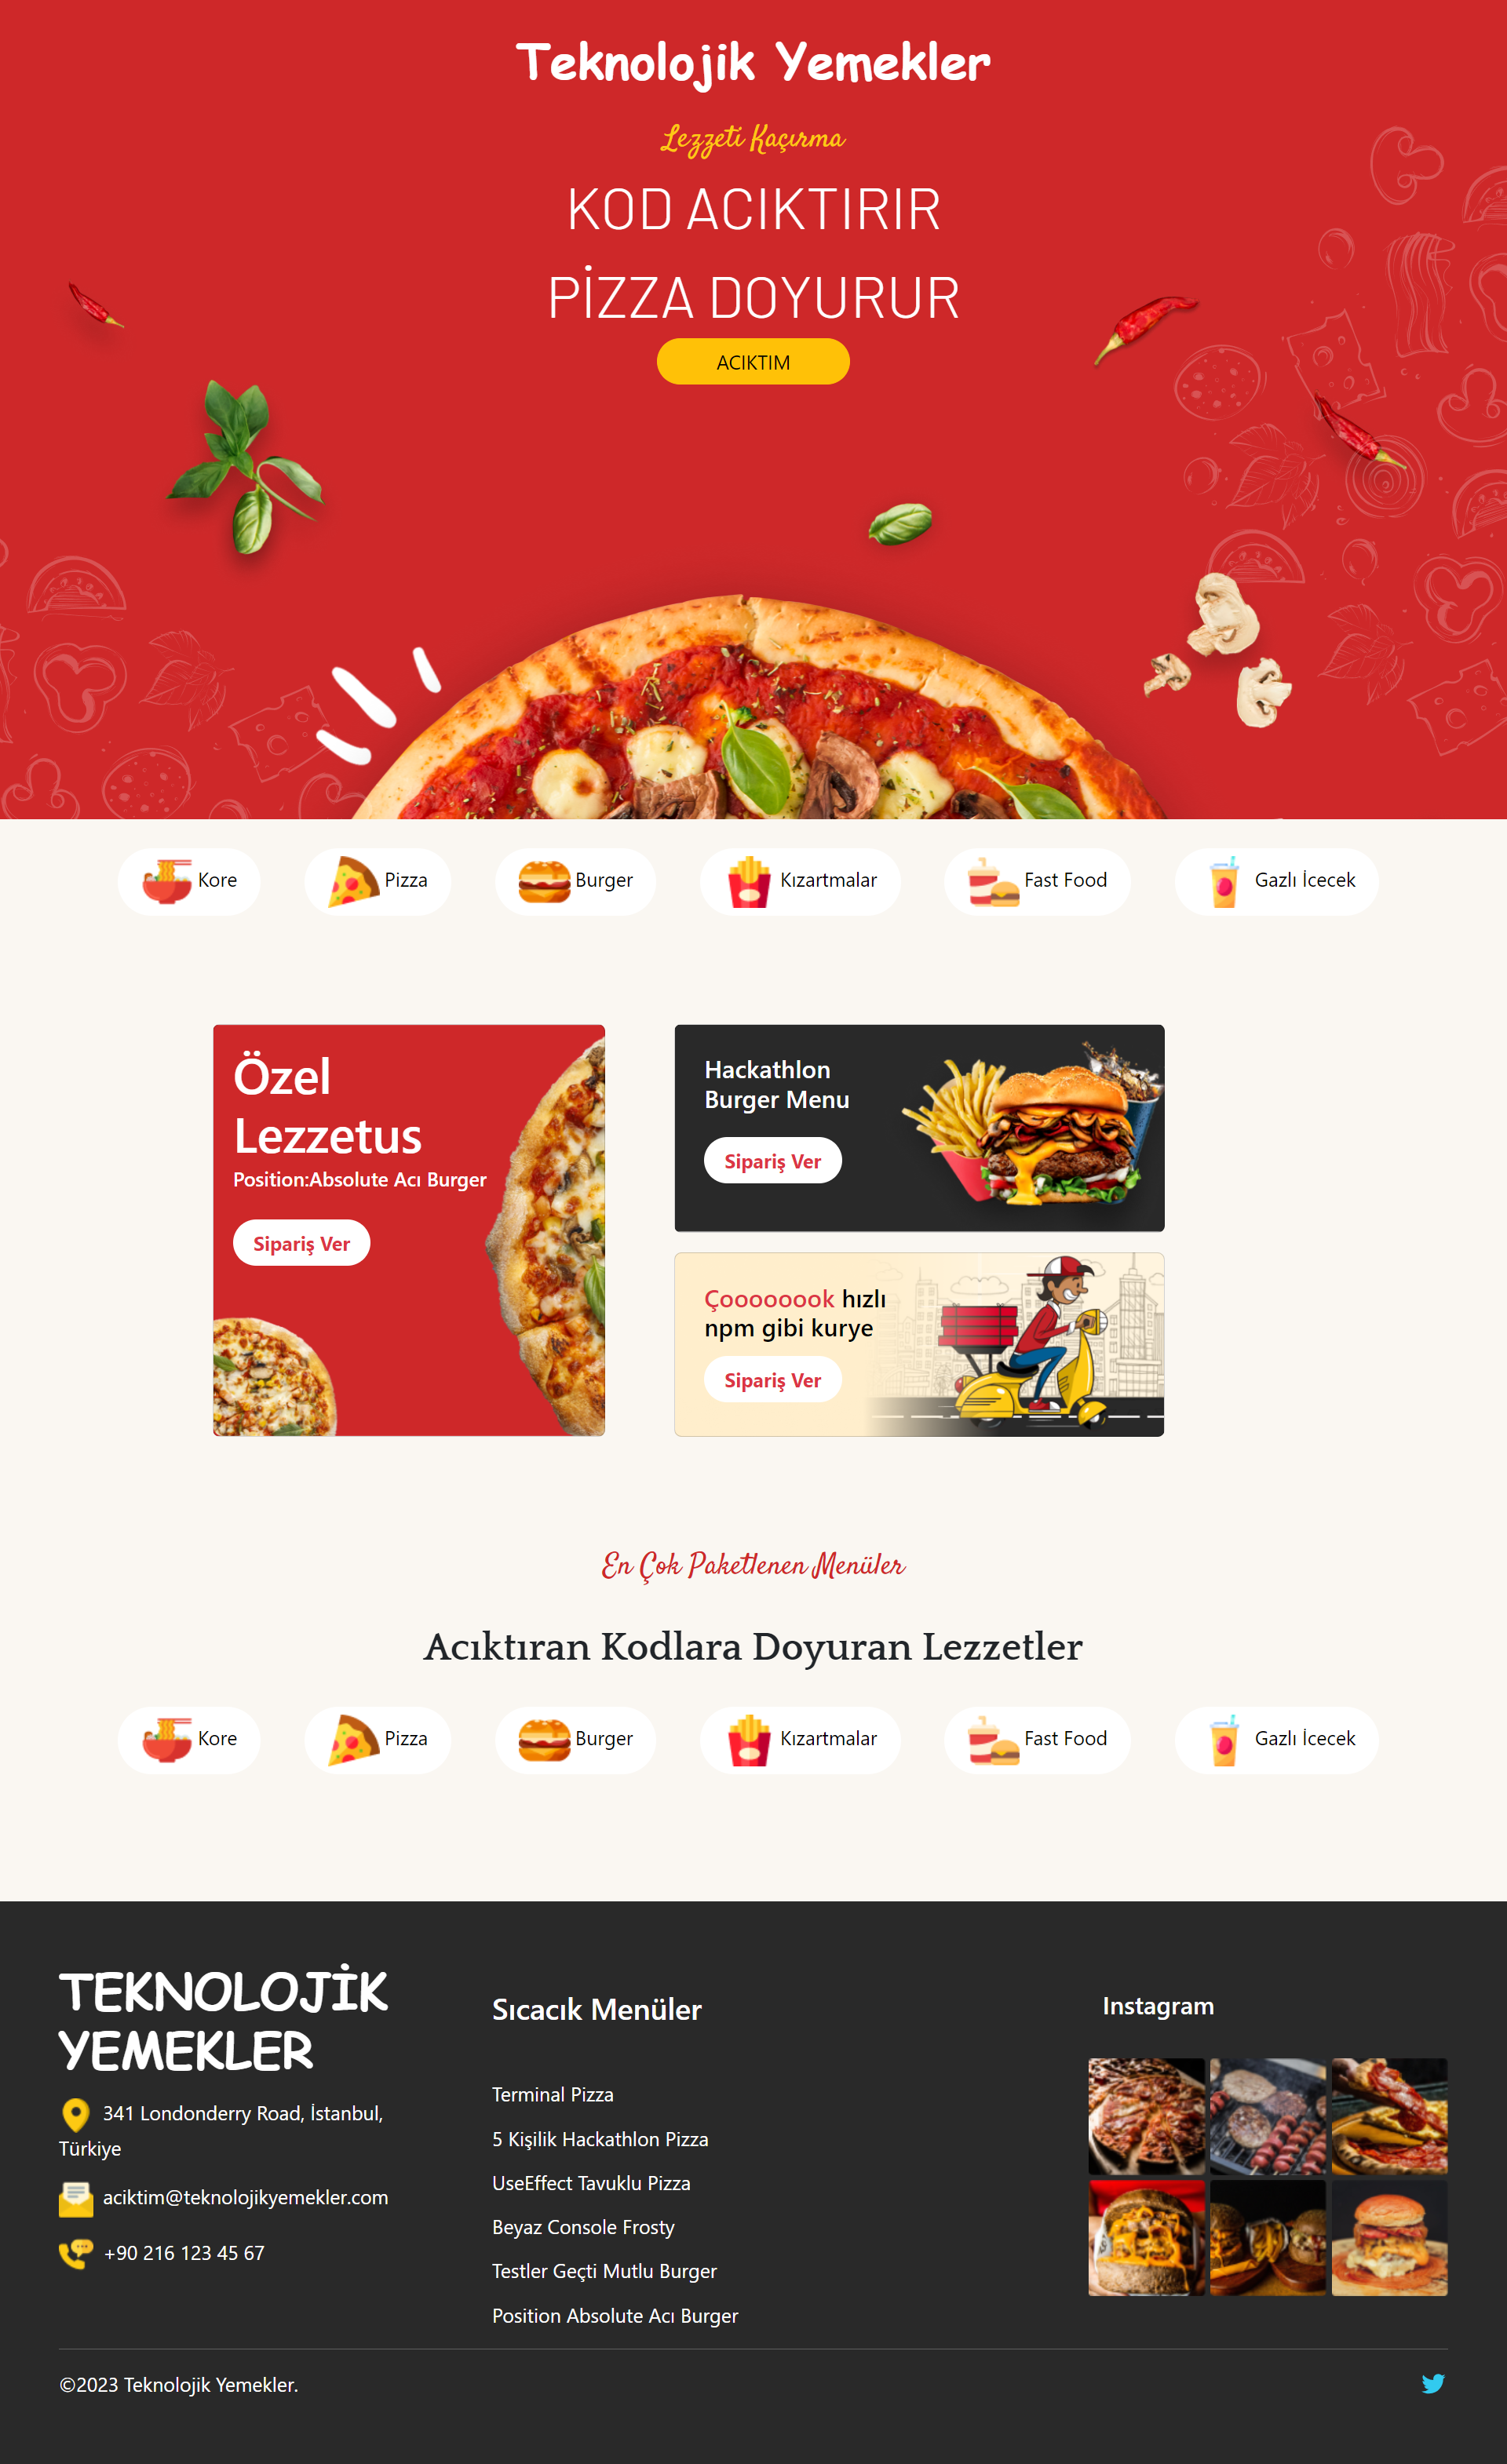 Teknolojik Yemekler
Lezzeti Kaçırma
KOD ACIKTIRIR
PİZZA DOYURUR
ACIKTIM
Kore
Pizza
Burger
Kızartmalar
Fast Food
Gazlı İcecek
Özel
Lezzetus
Position:Absolute Acı Burger
Sipariş Ver
Hackathlon
Burger Menu
Sipariş Ver
Çoooooook hızlı
npm gibi kurye
Sipariş Ver
En Çok Paketlenen Menüler
Acıktıran Kodlara Doyuran Lezzetler
Kore
Pizza
Burger
Kızartmalar
Fast Food
Gazlı İcecek
TEKNOLOJİK
YEMEKLER
341 Londonderry Road, İstanbul,
Türkiye
aciktim@teknolojikyemekler.com
+90 216 123 45 67
Sıcacık Menüler
Terminal Pizza
5 Kişilik Hackathlon Pizza
UseEffect Tavuklu Pizza
Beyaz Console Frosty
Testler Geçti Mutlu Burger
Position Absolute Acı Burger
Instagram
©2023 Teknolojik Yemekler.